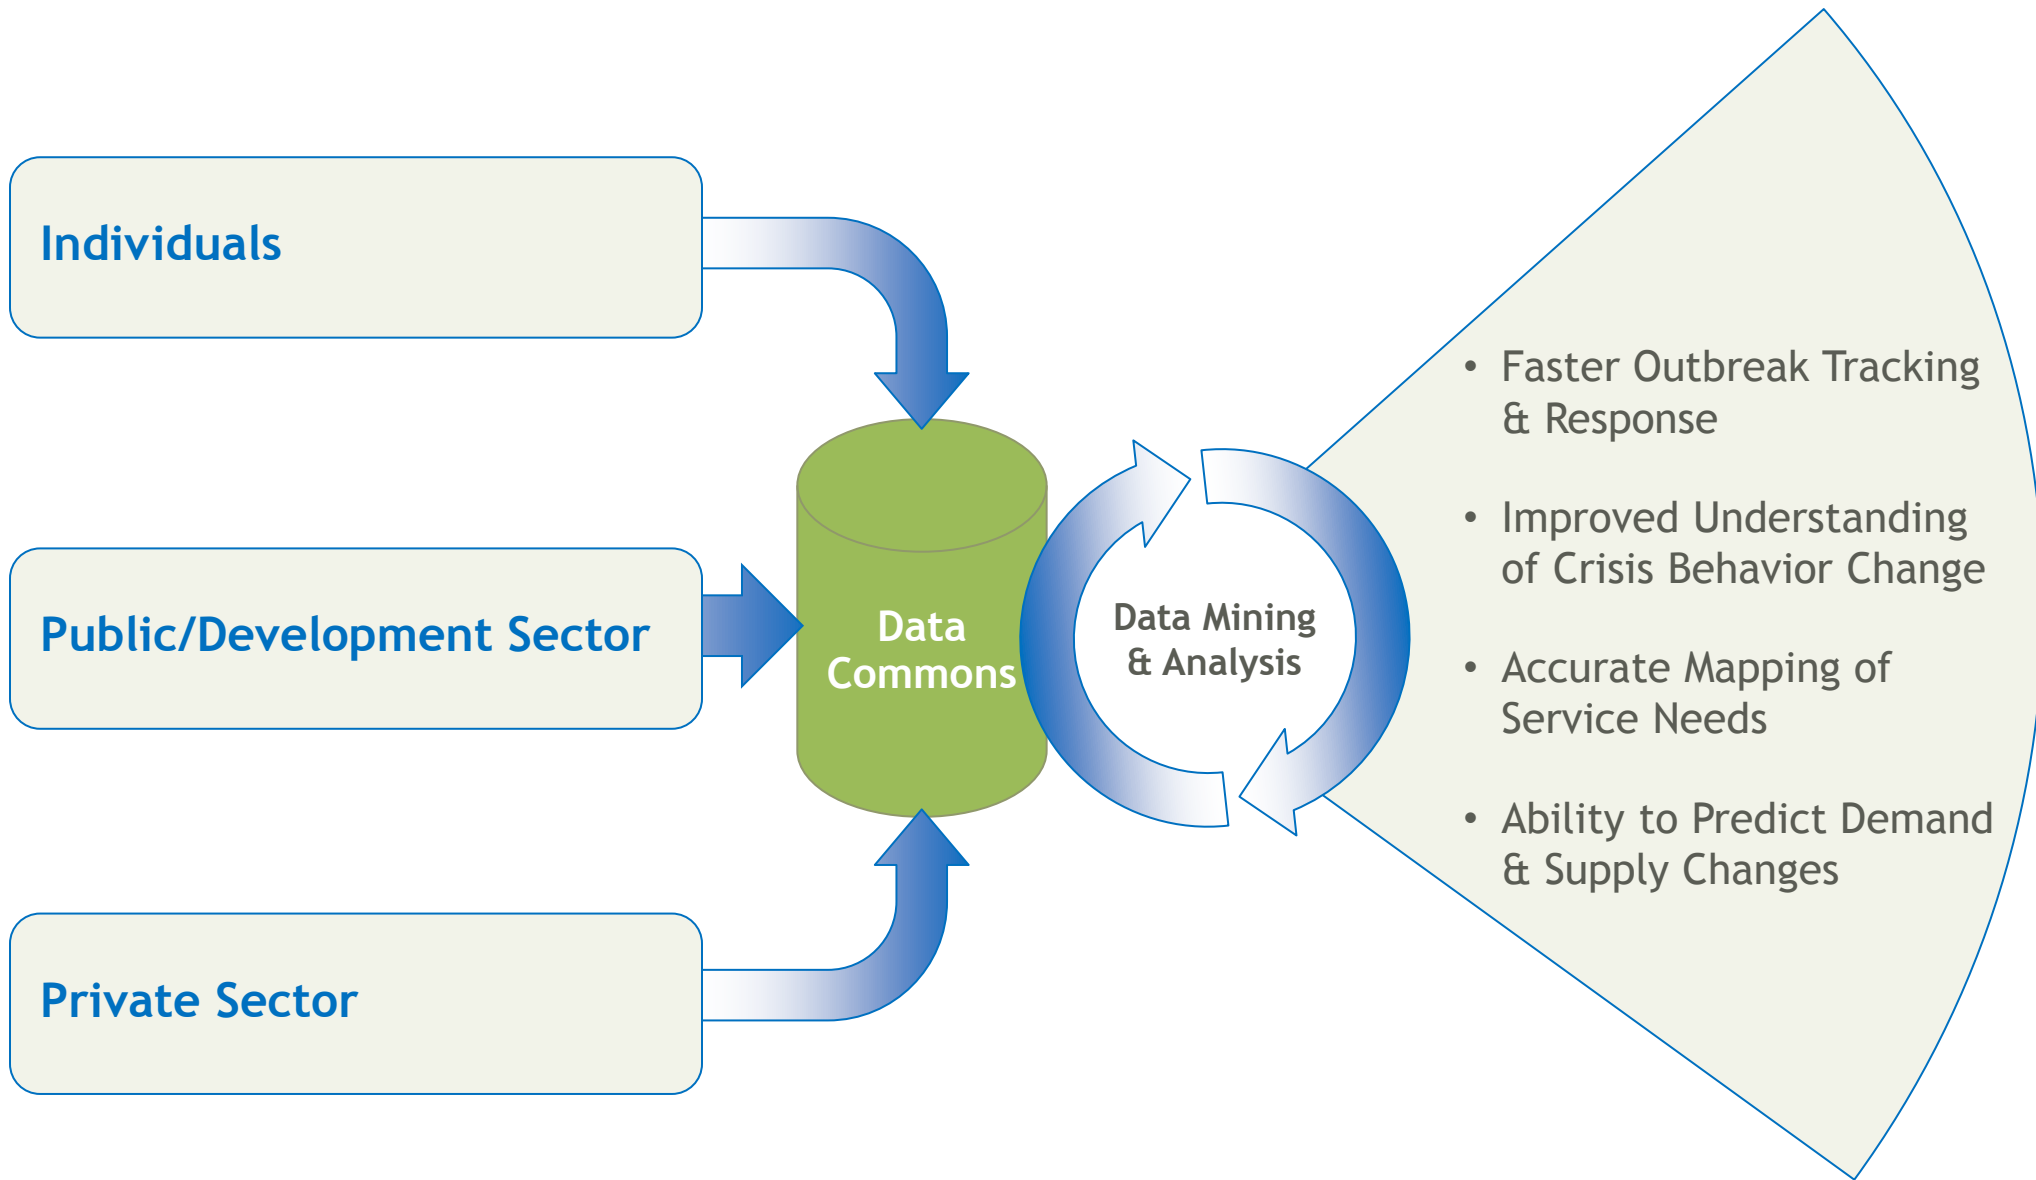 Individuals
Public/Development Sector
Private Sector
Data
Commons
Data Mining
& Analysis
• Faster Outbreak Tracking
& Response
• Improved Understanding
of Crisis Behavior Change
• Accurate Mapping of
Service Needs
• Ability to Predict Demand
& Supply Changes